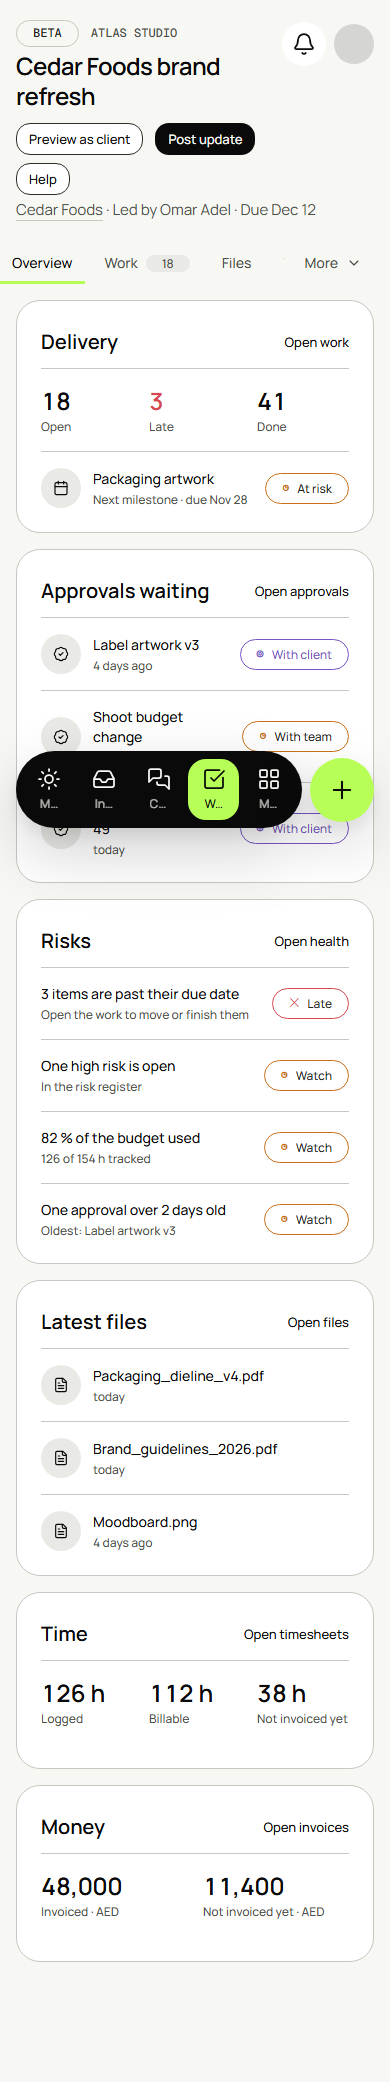 BETA ATLAS STUDIO
Cedar Foods brand
refresh
Preview as client
Post update
Help
Cedar Foods · Led by Omar Adel · Due Dec 12
Overview
Work 18
Files
More
Delivery
Open work
18
Open
3
Late
41
Done
Packaging artwork
Next milestone · due Nov 28
At risk
Approvals waiting
Open approvals
Label artwork v3
4 days ago
With client
Shoot budget
change
With team
M...
In...
C...
W...
M...
49
today
With client
Risks
Open health
3 items are past their due date
Open the work to move or finish them
Late
One high risk is open
In the risk register
Watch
82 % of the budget used
126 of 154 h tracked
Watch
One approval over 2 days old
Oldest: Label artwork v3
Watch
Latest files
Open files
Packaging_dieline_v4.pdf
today
Brand_guidelines_2026.pdf
today
Moodboard.png
4 days ago
Time
Open timesheets
126 h
Logged
112 h
Billable
38 h
Not invoiced yet
Money
Open invoices
48,000
Invoiced · AED
11,400
Not invoiced yet · AED